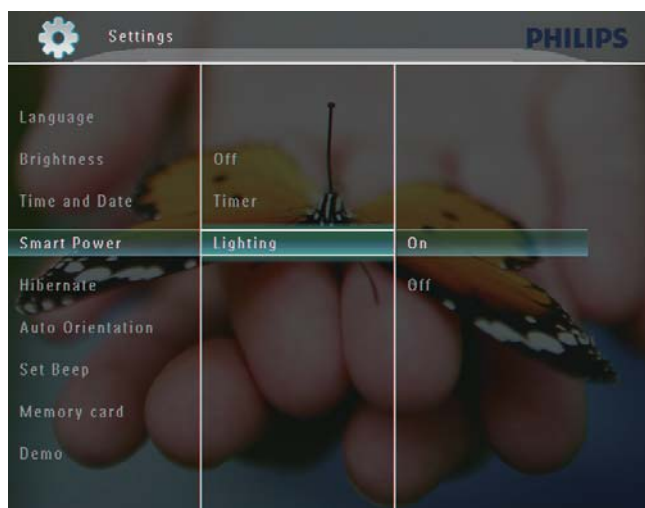 Settings
PHILIPS
Language
Brightness
Off
Time and Date
Timer
Smart Power
Lighting
On
Hibernate
Off
Auto Orientation
Set Beep
Memory card
Demo